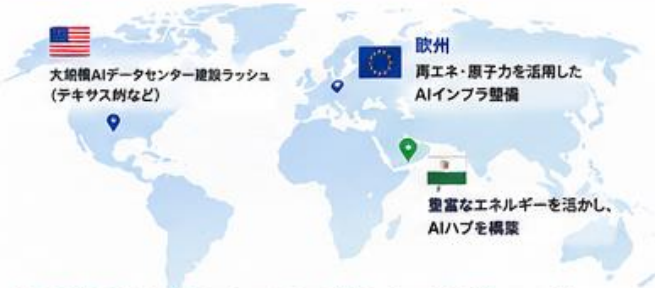 大規模AIデータセンター建設ラッシュ
(テキサス的など)
欧州
再エネ・原子力を活用した
AIインフラ整備
豊富なエネルギーを活かし、
AIハブを構築